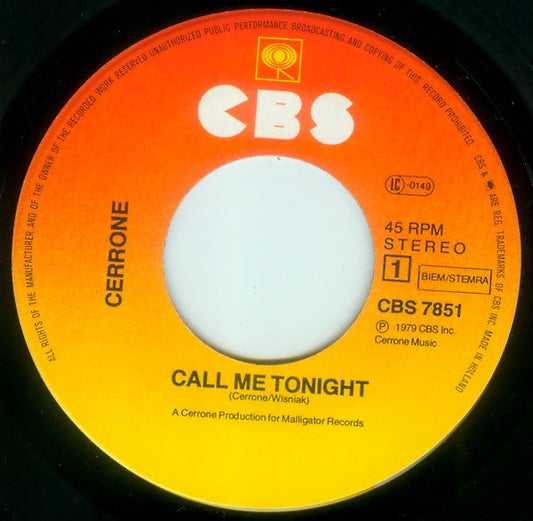 ALL RIGHTS OF THE MANUFACTURER AND OF THE OWNER OF THE RECORDED WORK RESERVED UNAUTHORIZED PUBLIC PERFORMANCE BROADCASTING AND COPYING OF THIS RECORD PROHIBITED. CBS & ARE REG. TRADEMARKS OF CBS INC. MADE IN HOLLAND
CBS
CERRONE
LC -0149
45 RPM
STEREO
1
BIEM/STEMRA
CBS 7851
℗ 1979 CBS Inc.
Cerrone Music
CALL ME TONIGHT
(Cerrone/Wisniak)
A Cerrone Production for Malligator Records